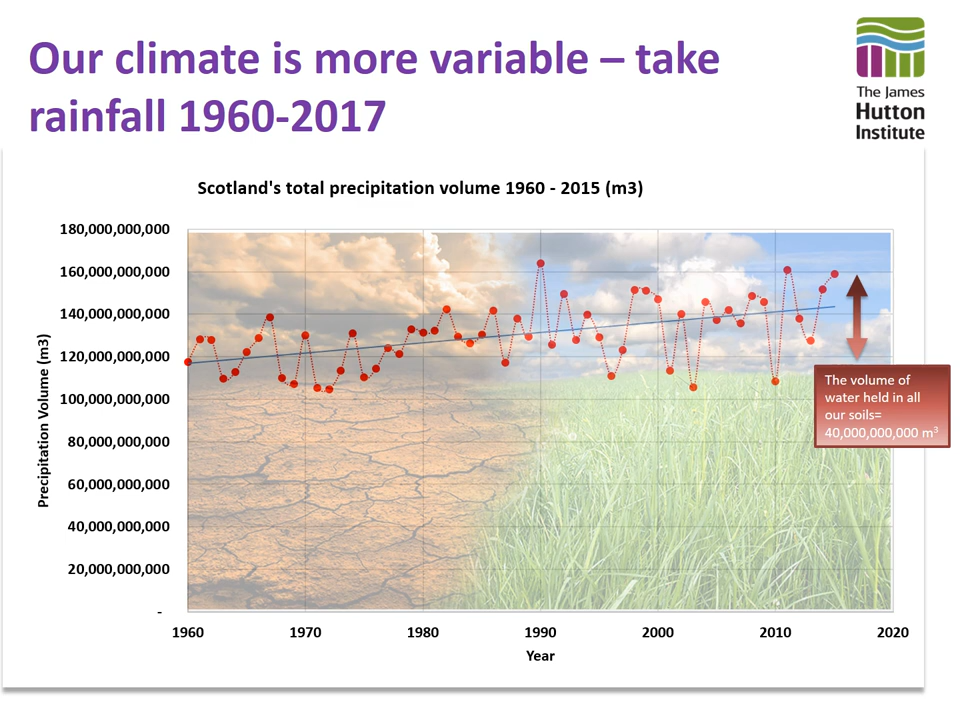 Our climate is more variable – take
rainfall 1960-2017
The James
Hutton
Institute
Scotland's total precipitation volume 1960 - 2015 (m3)
180,000,000,000
160,000,000,000
140,000,000,000
120,000,000,000
100,000,000,000
80,000,000,000
60,000,000,000
40,000,000,000
20,000,000,000
-
Precipitation Volume (m3)
The volume of
water held in all
our soils=
40,000,000,000 m³
1960 1970 1980 1990 2000 2010 2020
Year